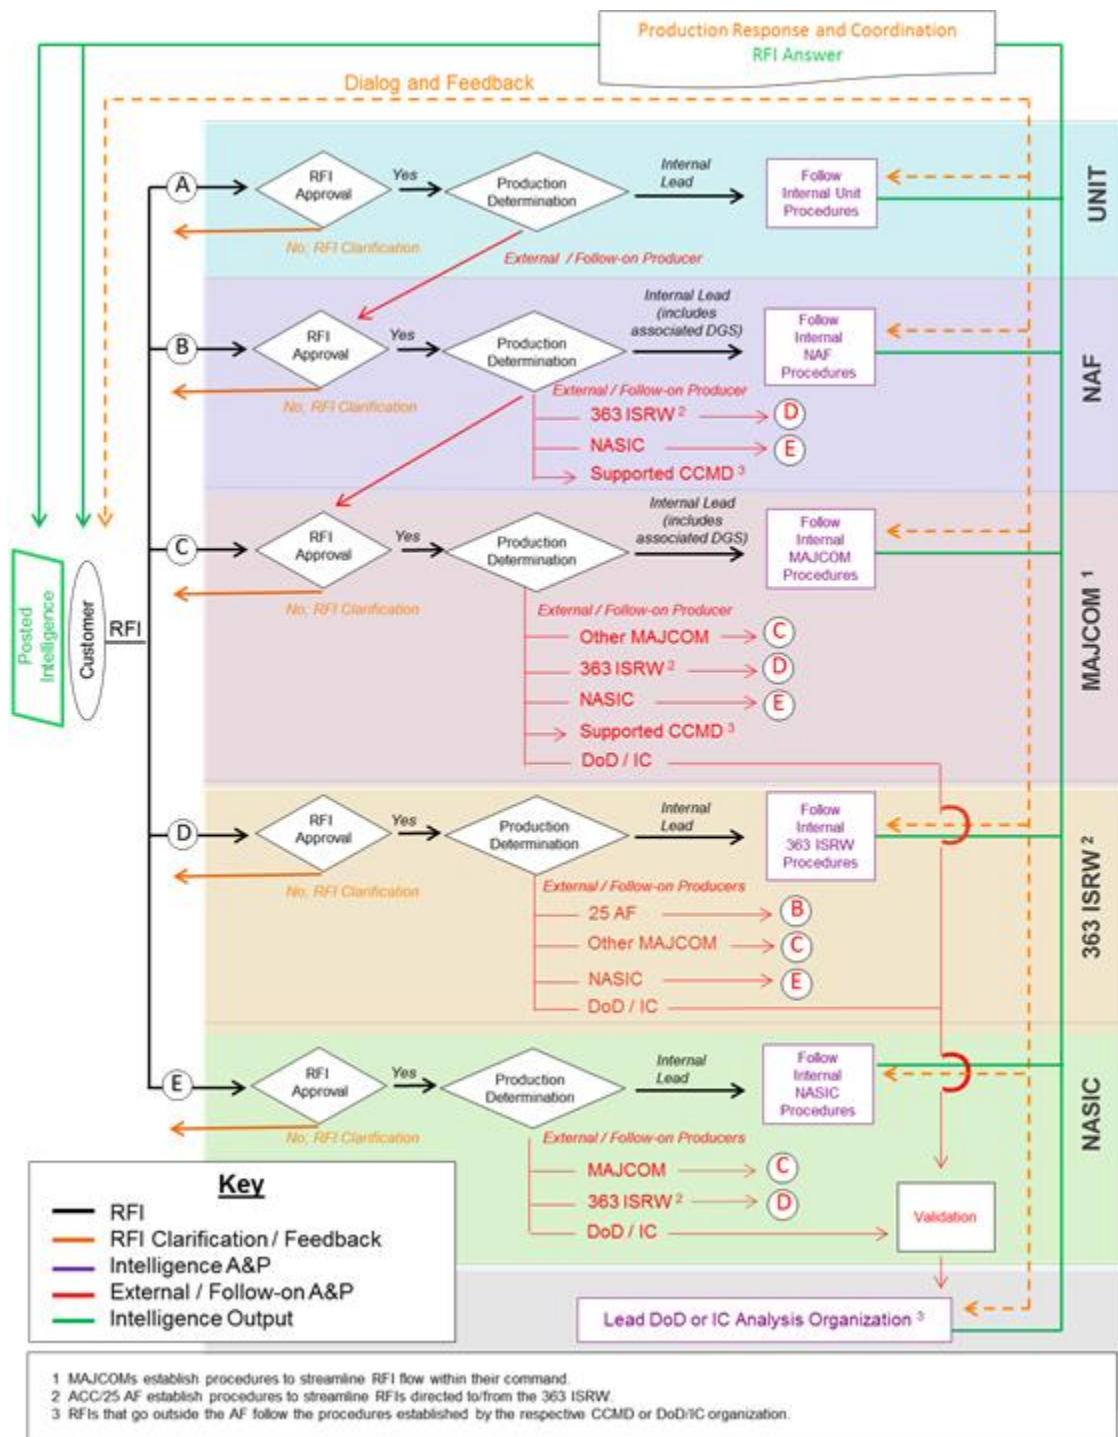 Production Response and Coordination
RFI Answer
Dialog and Feedback
A
RFI
Approval
Yes
Production
Determination
Internal
Lead
Follow
Internal Unit
Procedures
UNIT
No, RFI Clarification
External / Follow-on Producer
B
RFI
Approval
Yes
Production
Determination
Internal Lead
(includes
associated DGS)
Follow
Internal
NAF
Procedures
NAF
No, RFI Clarification
External / Follow-on Producer
363 ISRW 2
D
NASIC
E
Supported CCMD 3
C
RFI
Approval
Yes
Production
Determination
Internal Lead
(includes
associated DGS)
Follow
Internal
MAJCOM
Procedures
MAJCOM 1
No, RFI Clarification
External / Follow-on Producer
Other MAJCOM
C
363 ISRW 2
D
NASIC
E
Supported CCMD 3
DoD / IC
Posted
Intelligence
Customer
RFI
D
RFI
Approval
Yes
Production
Determination
Internal
Lead
Follow
Internal
363 ISRW
Procedures
363 ISRW 2
No, RFI Clarification
External / Follow-on Producers
25 AF
B
Other MAJCOM
C
NASIC
E
DoD / IC
E
RFI
Approval
Yes
Production
Determination
Internal
Lead
Follow
Internal
NASIC
Procedures
NASIC
No, RFI Clarification
External / Follow-on Producers
MAJCOM
C
363 ISRW 2
D
DoD / IC
Validation
Lead DoD or IC Analysis Organization 3
Key
RFI
RFI Clarification / Feedback
Intelligence A&P
External / Follow-on A&P
Intelligence Output
1 MAJCOMs establish procedures to streamline RFI flow within their command.
2 ACC/25 AF establish procedures to streamline RFIs directed to/from the 363 ISRW.
3 RFIs that go outside the AF follow the procedures established by the respective CCMD or DoD/IC organization.